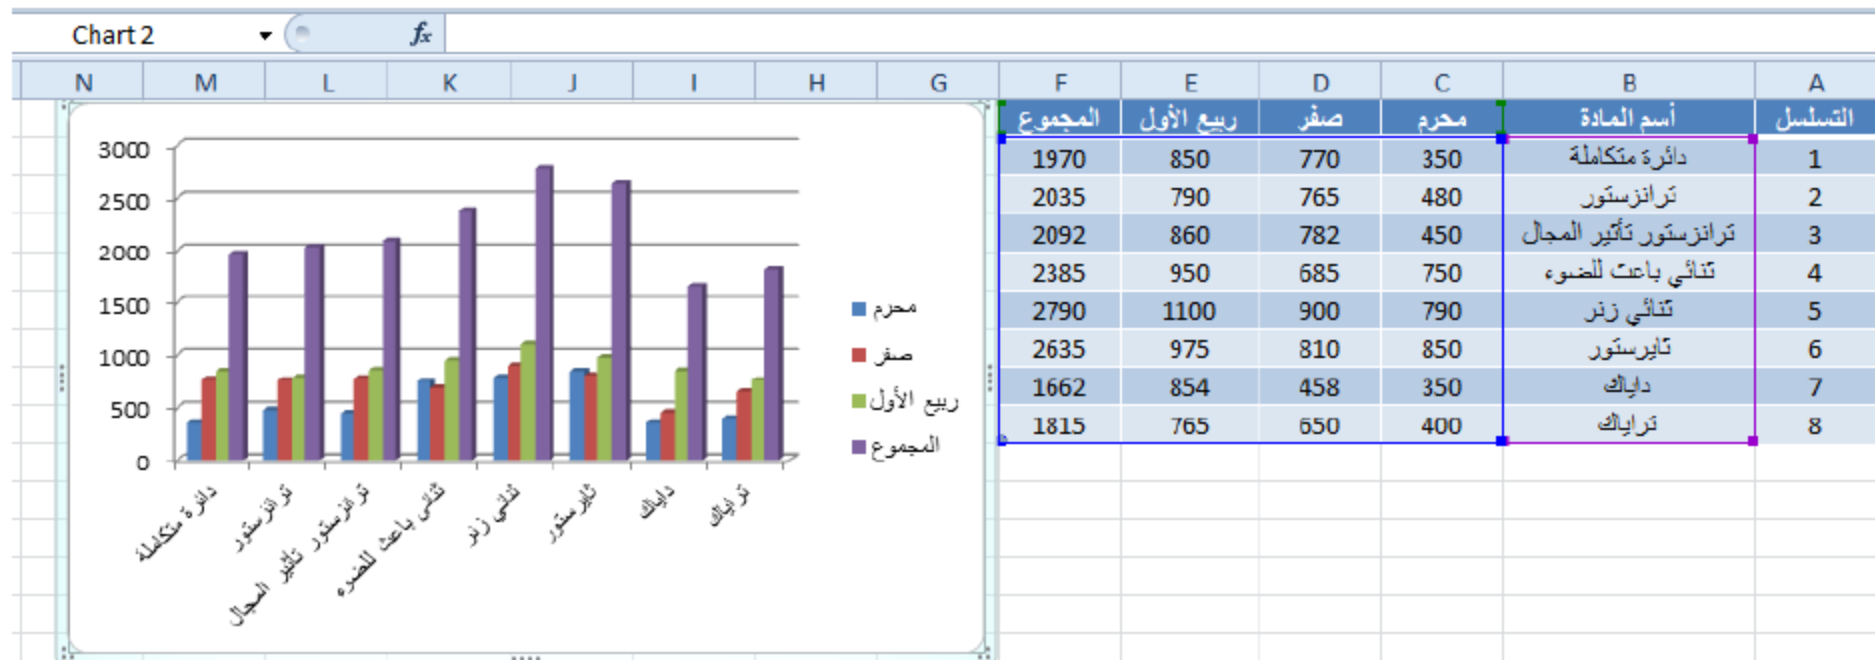 Chart 2 fx
A B C D E F G H I J K L M N
التسلسل أسم المادة محرم صفر ربيع الأول المجموع
1 دائرة متكاملة 350 770 850 1970
2 ترانزستور 480 765 790 2035
3 ترانزستور تأثير المجال 450 782 860 2092
4 ثنائي باعث للضوء 750 685 950 2385
5 ثنائي زنر 790 900 1100 2790
6 ثايرستور 850 810 975 2635
7 داياك 350 458 854 1662
8 تراياك 400 650 765 1815
3000
2500
2000
1500
1000
500
0
محرم
صفر
ربيع الأول
المجموع
دائرة متكاملة
ترانزستور
ترانزستور تأثير المجال
ثنائي باعث للضوء
ثنائي زنر
ثايرستور
داياك
تراياك